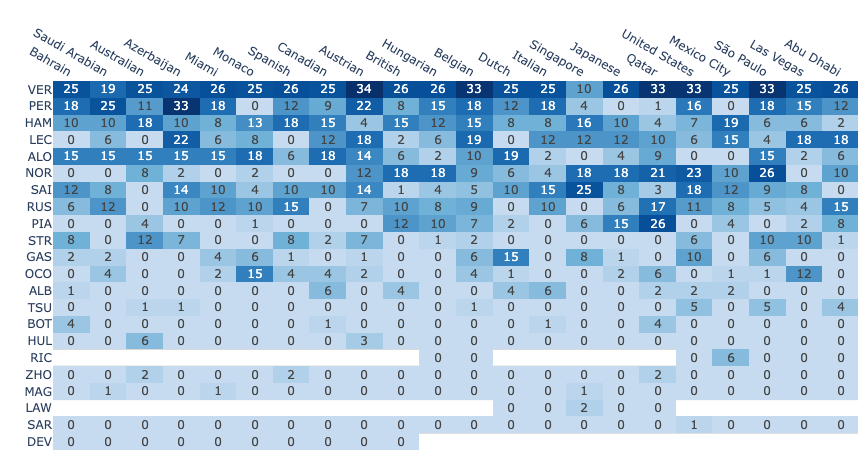 Bahrain
Saudi Arabian
Australian
Azerbaijan
Miami
Monaco
Spanish
Canadian
Austrian
British
Hungarian
Belgian
Dutch
Italian
Singapore
Japanese
Qatar
United States
Mexico City
São Paulo
Las Vegas
Abu Dhabi
VER 25 19 25 24 26 25 26 25 34 26 26 33 25 25 10 26 33 33 25 33 25 26
PER 18 25 11 33 18 0 12 9 22 8 15 18 12 18 4 0 1 16 0 18 15 12
HAM 10 10 18 10 8 13 18 15 4 15 12 15 8 8 16 10 4 7 19 6 6 2
LEC 0 6 0 22 6 8 0 12 18 2 6 19 0 12 12 12 10 6 15 4 18 18
ALO 15 15 15 15 15 18 6 18 14 6 2 10 19 2 0 4 9 0 0 15 2 6
NOR 0 0 8 2 0 2 0 0 12 18 18 9 6 4 18 18 21 23 10 26 0 10
SAI 12 8 0 14 10 4 10 10 14 1 4 5 10 15 25 8 3 18 12 9 8 0
RUS 6 12 0 10 12 10 15 0 7 10 8 9 0 10 0 6 17 11 8 5 4 15
PIA 0 0 4 0 0 1 0 0 0 12 10 7 2 0 6 15 26 0 4 0 2 8
STR 8 0 12 7 0 0 8 2 7 0 1 2 0 0 0 0 0 6 0 10 10 1
GAS 2 2 0 0 4 6 1 0 1 0 0 6 15 0 8 1 0 10 0 6 0 0
OCO 0 4 0 0 2 15 4 4 2 0 0 4 1 0 0 2 6 0 1 1 12 0
ALB 1 0 0 0 0 0 0 6 0 4 0 0 4 6 0 0 2 2 2 0 0 0
TSU 0 0 1 1 0 0 0 0 0 0 0 1 0 0 0 0 0 5 0 5 0 4
BOT 4 0 0 0 0 0 0 1 0 0 0 0 0 1 0 0 4 0 0 0 0 0
HUL 0 0 6 0 0 0 0 0 3 0 0 0 0 0 0 0 0 0 0 0 0 0
RIC 0 0 0 6 0 0 0
ZHO 0 0 2 0 0 0 2 0 0 0 0 0 0 0 0 0 2 0 0 0 0 0
MAG 0 1 0 0 1 0 0 0 0 0 0 0 0 0 1 0 0 0 0 0 0 0
LAW 0 0 2 0 0
SAR 0 0 0 0 0 0 0 0 0 0 0 0 0 0 0 0 0 1 0 0 0 0
DEV 0 0 0 0 0 0 0 0 0 0